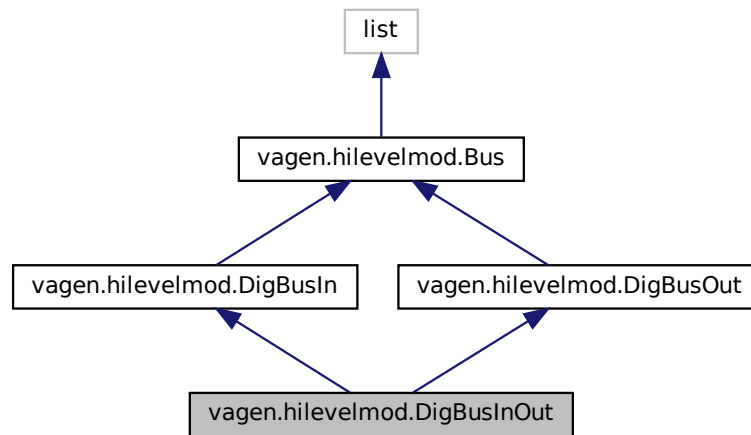 list
vagen.hilevelmod.Bus
vagen.hilevelmod.DigBusIn
vagen.hilevelmod.DigBusOut
vagen.hilevelmod.DigBusInOut